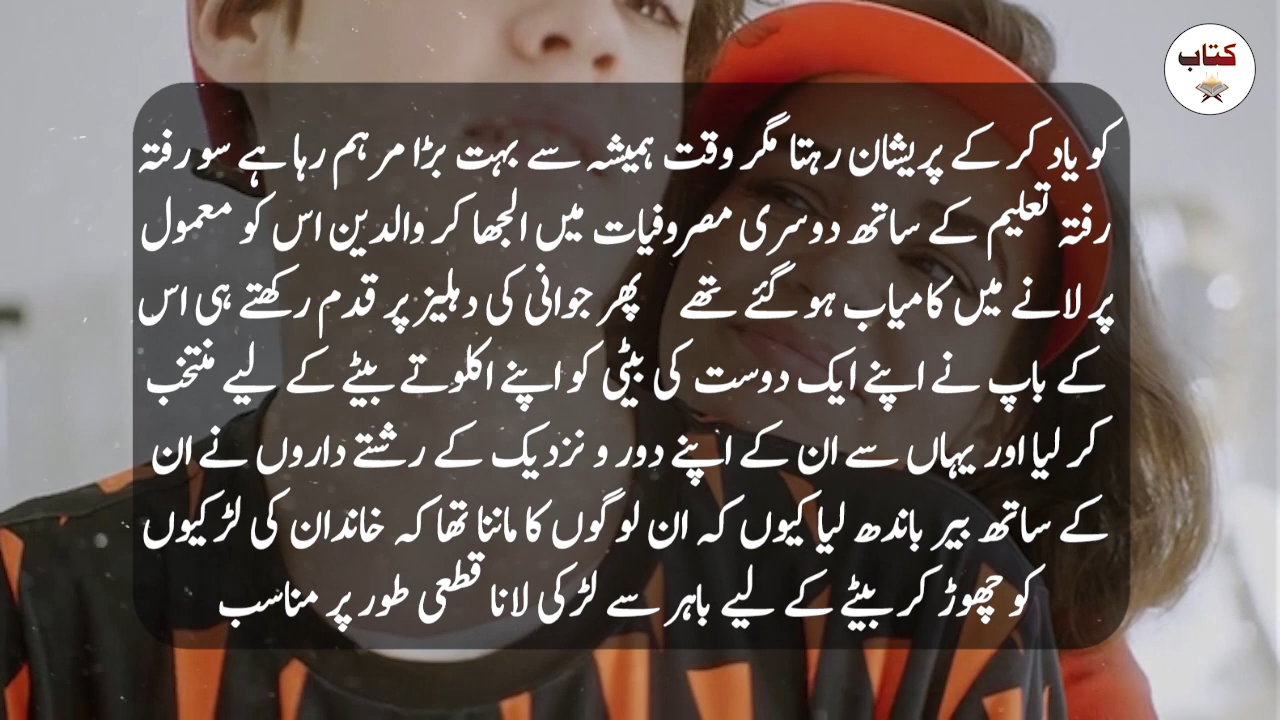 کتاب
کو یاد کر کے پریشان رہتا مگر وقت ہمیشہ سے بہت بڑا مرہم رہا ہے سو رفتہ
رفتہ تعلیم کے ساتھ دوسری مصروفیات میں الجھا کر والدین اس کو معمول
پر لانے میں کامیاب ہو گئے تھے پھر جوانی کی دہلیز پر قدم رکھتے ہی اس
کے باپ نے اپنے ایک دوست کی بیٹی کو اپنے اکلوتے بیٹے کے لیے منتخب
کر لیا اور یہاں سے ان کے اپنے دور و نزدیک کے رشتے داروں نے ان
کے ساتھ بیر باندھ لیا کیوں کہ ان لوگوں کا ماننا تھا کہ خاندان کی لڑکیوں
کو چھوڑ کر بیٹے کے لیے باہر سے لڑکی لانا قطعی طور پر مناسب